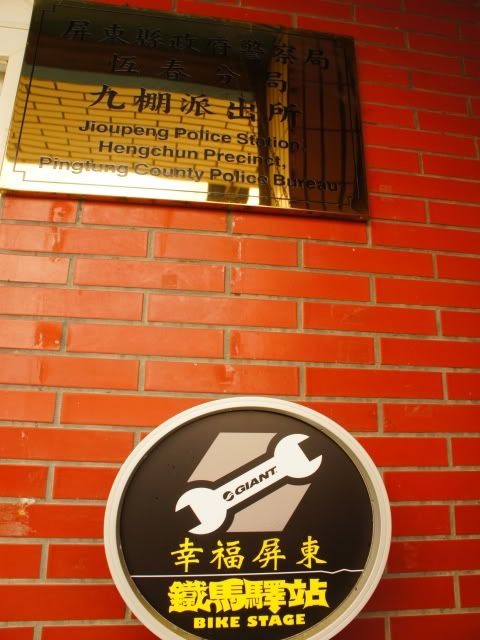 屏東縣政府警察局
恆春分局
九棚派出所
Jioupeng Police Station,
Hengchun Precinct,
Pingtung County Police Bureau
GIANT
幸福屏東
鐵馬驛站
BIKE STAGE